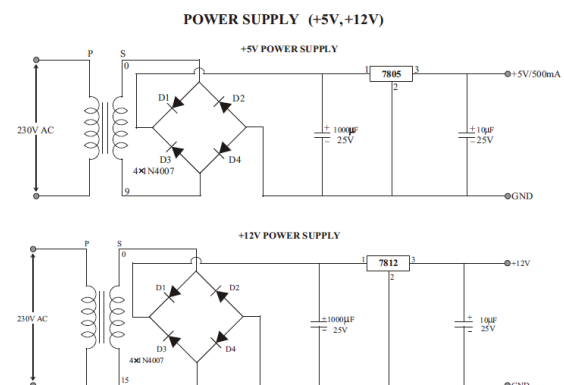 POWER SUPPLY (+5V,+12V)
+5V POWER SUPPLY
P S
0
1 7805 3
+5V/500mA
2
D1 D2
230V AC
+ 1000µF
– 25V
+ 10µF
– 25V
D3 D4
4×1N4007
9
GND
+12V POWER SUPPLY
P S
0
1 7812 3
+12V
2
D1 D2
230V AC
+ 1000µF
– 25V
+ 10µF
– 25V
D3 D4
4×1N4007
15
GND